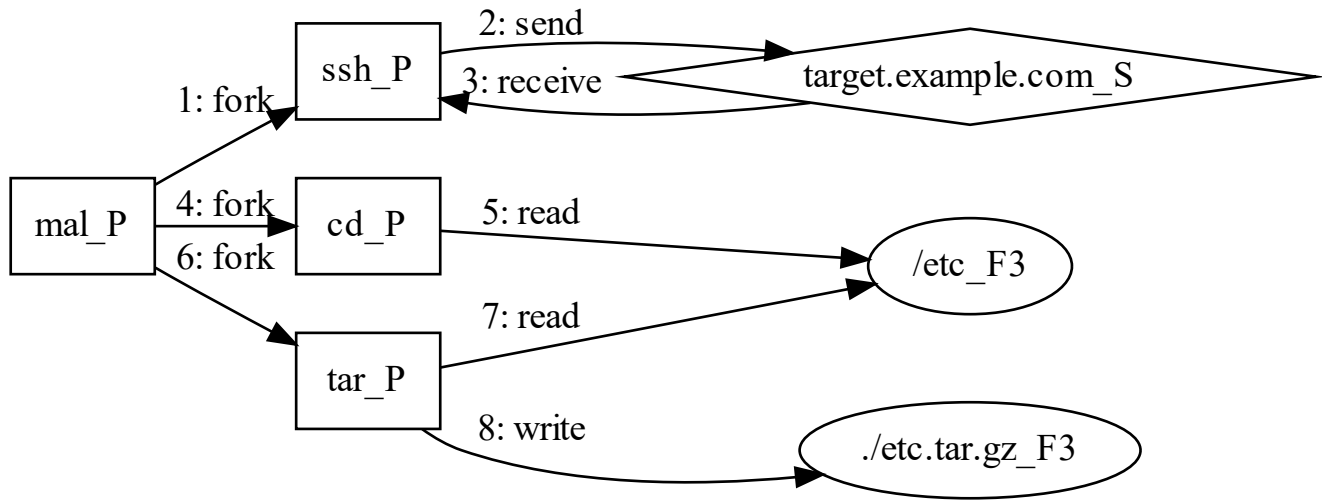 2: send
ssh_P
target.example.com_S
3: receive
1: fork
mal_P
4: fork
cd_P
5: read
/etc_F3
6: fork
7: read
tar_P
8: write
./etc.tar.gz_F3